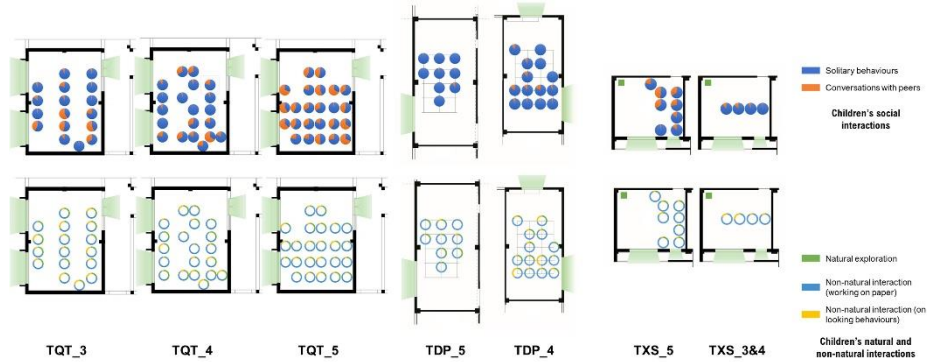 Solitary behaviours
Conversations with peers
Children's social
interactions
Natural exploration
Non-natural interaction
(working on paper)
Non-natural interaction (on
looking behaviours)
TQT_3
TQT_4
TQT_5
TDP_5
TDP_4
TXS_5
TXS_3&4
Children's natural and
non-natural interactions